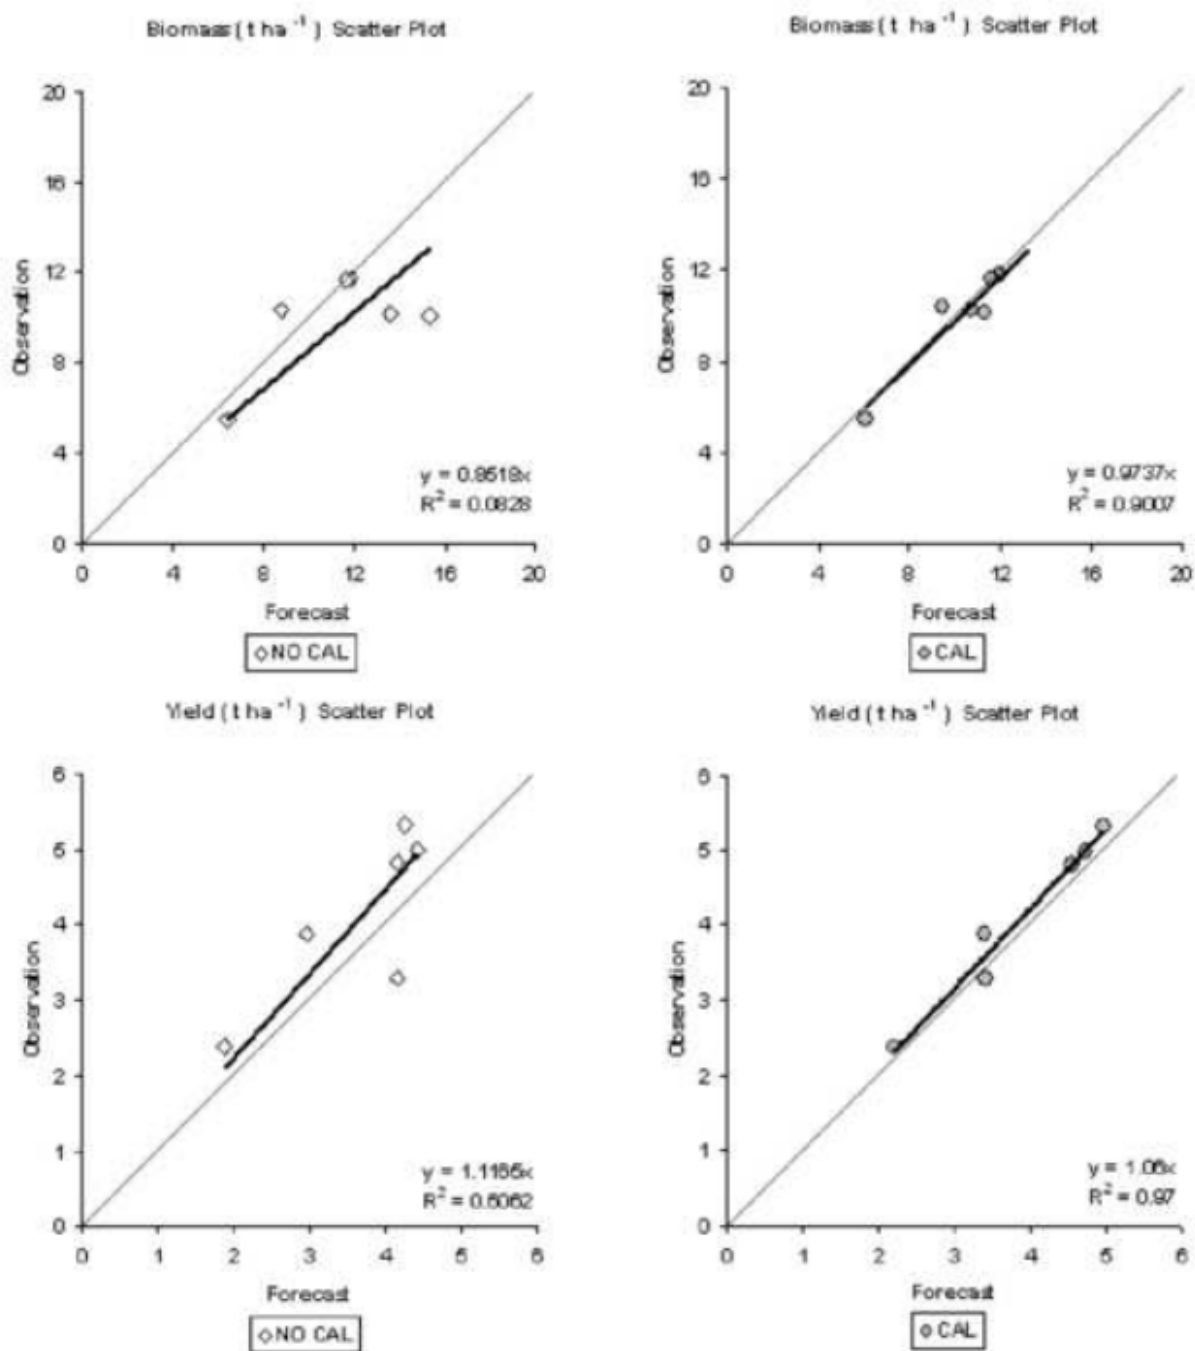 Biomass ( t ha -1 ) Scatter Plot
20
16
12
8
4
0
Observation
y = 0.8518x
R2 = 0.0828
0 4 8 12 16 20
Forecast
NO CAL
Biomass ( t ha -1 ) Scatter Plot
20
16
12
8
4
0
Observation
y = 0.9737x
R2 = 0.9007
0 4 8 12 16 20
Forecast
CAL
Yield ( t ha -1 ) Scatter Plot
6
5
4
3
2
1
0
Observation
y = 1.1165x
0 1 2 3 4 5 6
Forecast
NO CAL
Yield ( t ha -1 ) Scatter Plot
6
5
4
3
2
1
0
Observation
y = 1.06x
R2 = 0.97
0 1 2 3 4 5 6
Forecast
CAL